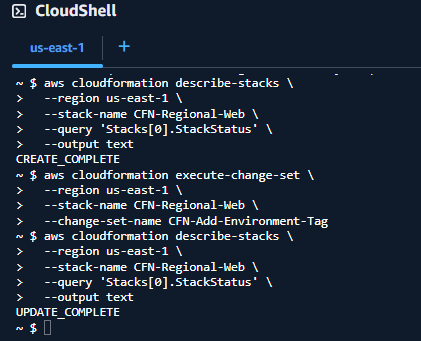 CloudShell
us-east-1
+
~ $ aws cloudformation describe-stacks \
>   --region us-east-1 \
>   --stack-name CFN-Regional-Web \
>   --query 'Stacks[0].StackStatus' \
>   --output text
CREATE_COMPLETE
~ $ aws cloudformation execute-change-set \
>   --region us-east-1 \
>   --stack-name CFN-Regional-Web \
>   --change-set-name CFN-Add-Environment-Tag
~ $ aws cloudformation describe-stacks \
>   --region us-east-1 \
>   --stack-name CFN-Regional-Web \
>   --query 'Stacks[0].StackStatus' \
>   --output text
UPDATE_COMPLETE
~ $